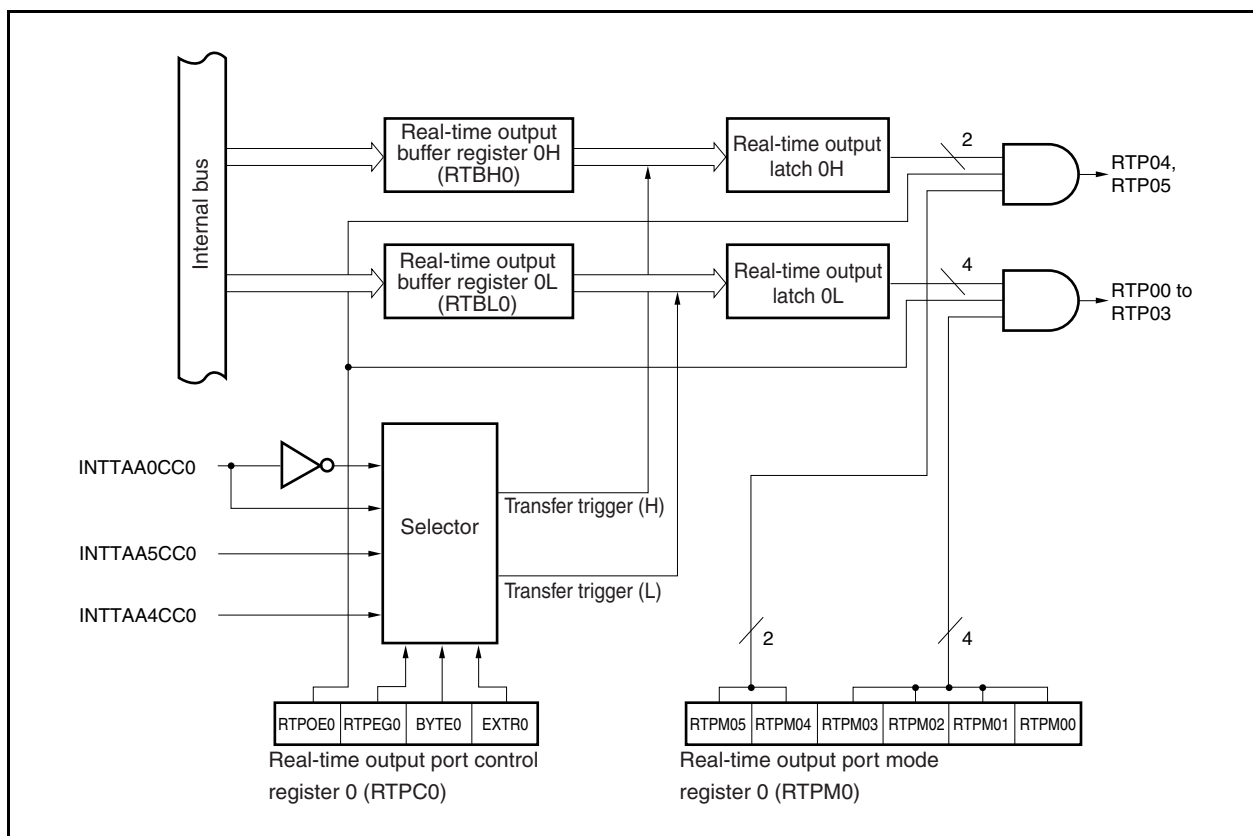 Internal bus
Real-time output
buffer register 0H
(RTBH0)
Real-time output
latch 0H
2
RTP04,
RTP05
Real-time output
buffer register 0L
(RTBL0)
Real-time output
latch 0L
4
RTP00 to
RTP03
INTTAA0CC0
INTTAA5CC0
INTTAA4CC0
Selector
Transfer trigger (H)
Transfer trigger (L)
2
4
RTPOE0 RTPEG0 BYTE0 EXTR0
Real-time output port control
register 0 (RTPC0)
RTPM05 RTPM04 RTPM03 RTPM02 RTPM01 RTPM00
Real-time output port mode
register 0 (RTPM0)